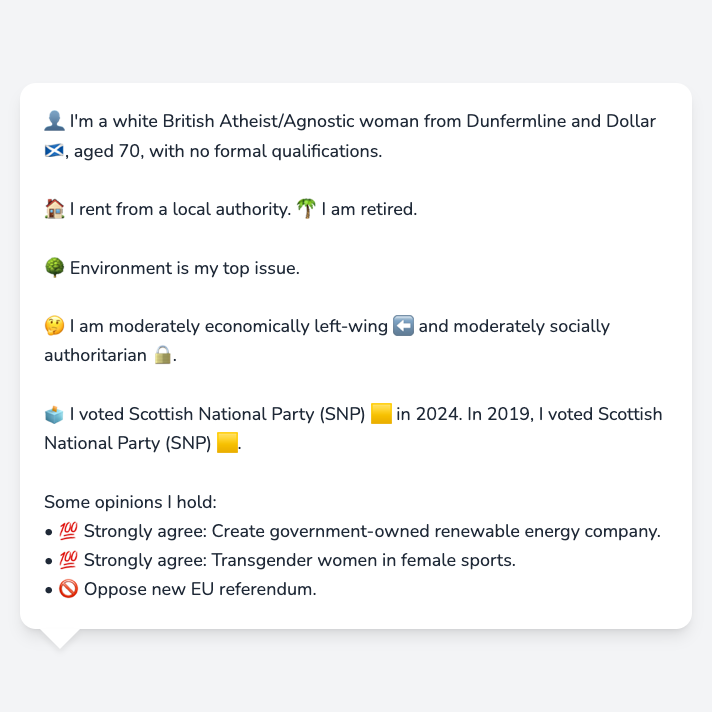 👤 I'm a white British Atheist/Agnostic woman from Dunfermline and Dollar
🏴󠁧󠁢󠁳󠁣󠁴󠁿, aged 70, with no formal qualifications.
🏠 I rent from a local authority. 🌴 I am retired.
🌳 Environment is my top issue.
🤔 I am moderately economically left-wing ⬅️ and moderately socially
authoritarian 🔒.
🗳️ I voted Scottish National Party (SNP) 🟨 in 2024. In 2019, I voted Scottish
National Party (SNP) 🟨.
Some opinions I hold:
• 💯 Strongly agree: Create government-owned renewable energy company.
• 💯 Strongly agree: Transgender women in female sports.
• 🚫 Oppose new EU referendum.